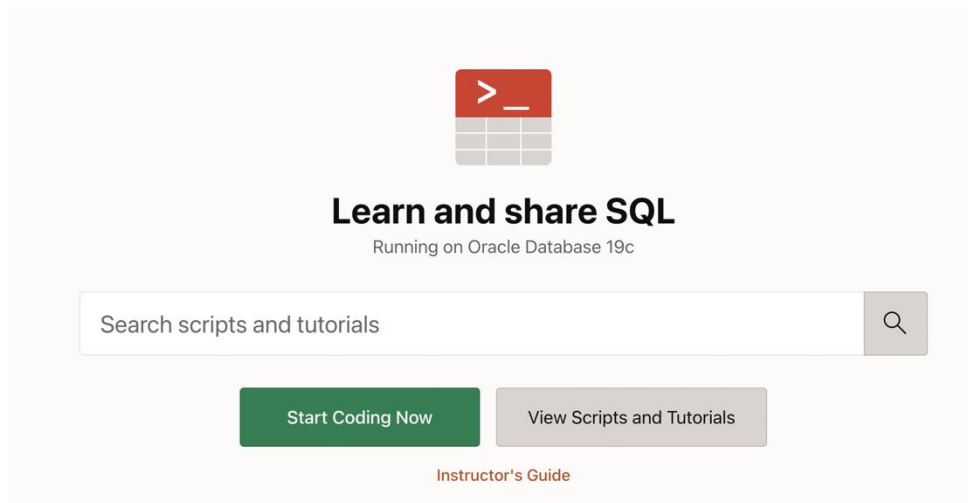 >_
Learn and share SQL
Running on Oracle Database 19c
Search scripts and tutorials
Start Coding Now
View Scripts and Tutorials
Instructor's Guide